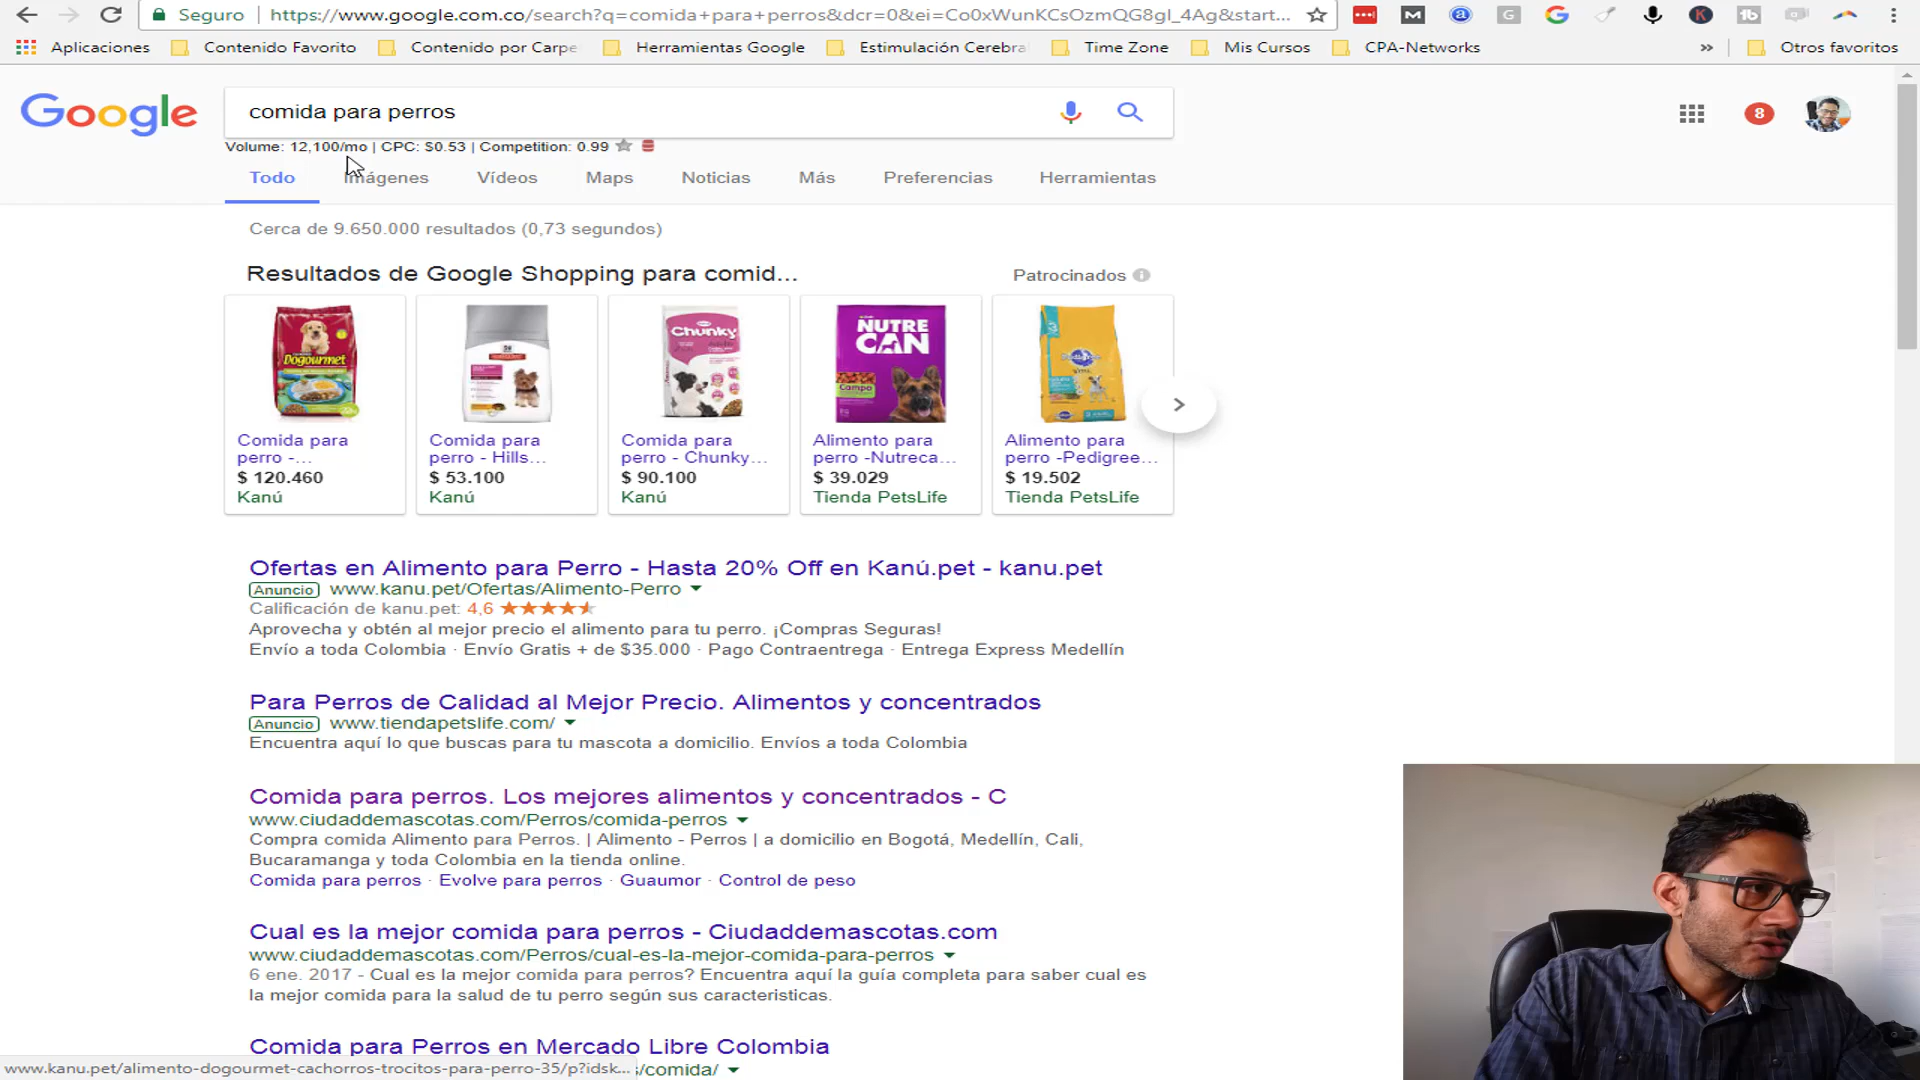 Seguro https://www.google.com.co/search?q=comida+para+perros&dcr=0&ei=Co0xWunKCsOzmQG8gI_4Ag&start...
Aplicaciones Contenido Favorito Contenido por Carpe Herramientas Google Estimulación Cerebral Time Zone Mis Cursos CPA-Networks » Otros favoritos
Google comida para perros 8
Volume: 12,100/mo | CPC: $0.53 | Competition: 0.99
Todo Imágenes Vídeos Maps Noticias Más Preferencias Herramientas
Cerca de 9.650.000 resultados (0,73 segundos)
Resultados de Google Shopping para comid... Patrocinados
Dogourmet
Chunky
NUTRE CAN
Campo
Pedigree
Comida para Comida para Comida para Alimento para Alimento para
perro -... perro - Hills... perro - Chunky... perro -Nutreca... perro -Pedigree...
$ 120.460 $ 53.100 $ 90.100 $ 39.029 $ 19.502
Kanú Kanú Kanú Tienda PetsLife Tienda PetsLife
Ofertas en Alimento para Perro - Hasta 20% Off en Kanú.pet - kanu.pet
Anuncio www.kanu.pet/Ofertas/Alimento-Perro
Calificación de kanu.pet: 4,6
Aprovecha y obtén al mejor precio el alimento para tu perro. ¡Compras Seguras!
Envío a toda Colombia · Envío Gratis + de $35.000 · Pago Contraentrega · Entrega Express Medellín
Para Perros de Calidad al Mejor Precio. Alimentos y concentrados
Anuncio www.tiendapetslife.com/
Encuentra aquí lo que buscas para tu mascota a domicilio. Envíos a toda Colombia
Comida para perros. Los mejores alimentos y concentrados - C
www.ciudaddemascotas.com/Perros/comida-perros
Compra comida Alimento para Perros. | Alimento - Perros | a domicilio en Bogotá, Medellín, Cali,
Bucaramanga y toda Colombia en la tienda online.
Comida para perros · Evolve para perros · Guaumor · Control de peso
Cual es la mejor comida para perros - Ciudaddemascotas.com
www.ciudaddemascotas.com/Perros/cual-es-la-mejor-comida-para-perros
6 ene. 2017 - Cual es la mejor comida para perros? Encuentra aquí la guía completa para saber cual es
la mejor comida para la salud de tu perro según sus caracteristicas.
Comida para Perros en Mercado Libre Colombia
www.kanu.pet/alimento-dogourmet-cachorros-trocitos-para-perro-35/p?idsk... s/comida/